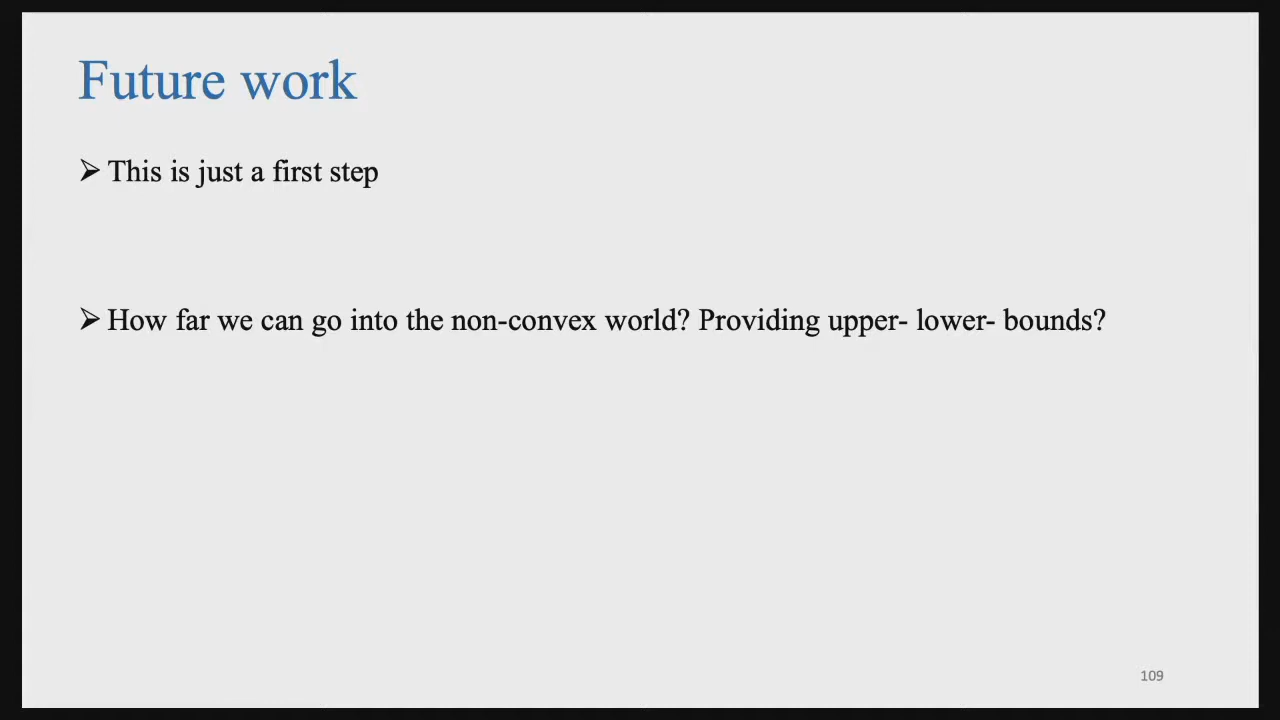 Future work
➢ This is just a first step
➢ How far we can go into the non-convex world? Providing upper- lower- bounds?
109